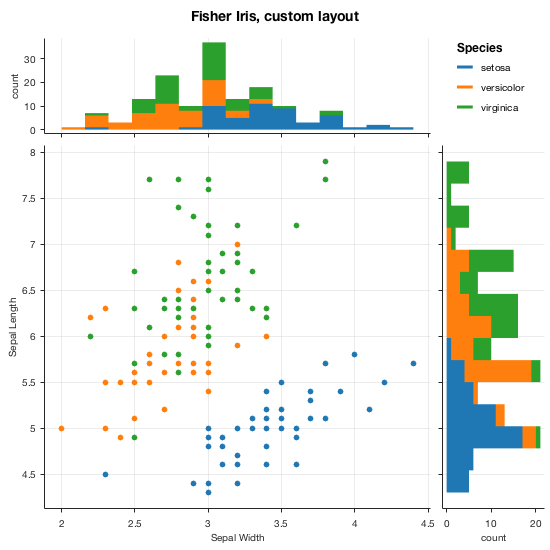 Fisher Iris, custom layout
Species
setosa
versicolor
virginica
count
30
20
10
0
8
7.5
7
6.5
6
5.5
5
4.5
Sepal Length
2
2.5
3
3.5
4
4.5
Sepal Width
0
10
20
count